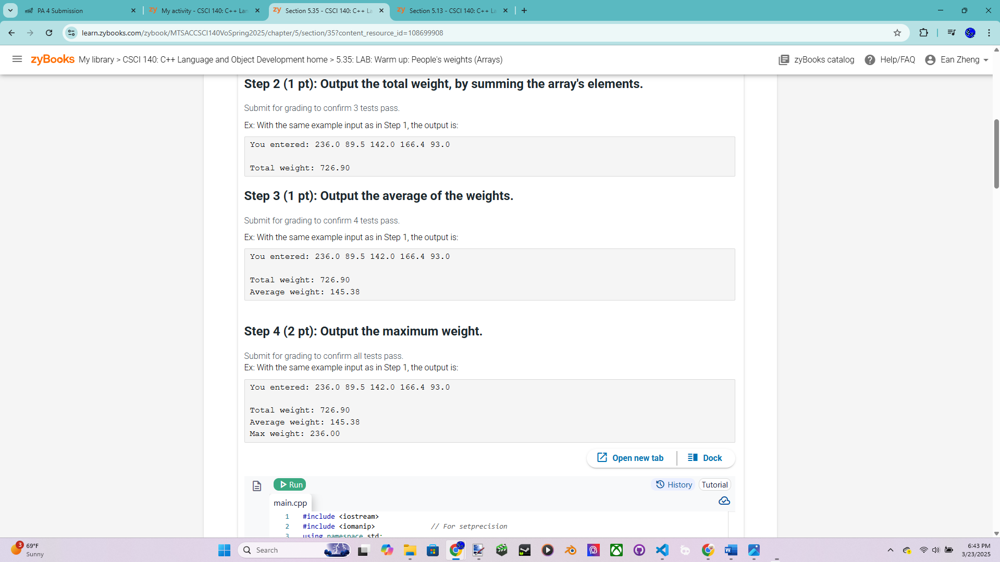 PA 4 Submission
My activity - CSCI 140: C++ Lan
Section 5.35 - CSCI 140: C++ La
Section 5.13 - CSCI 140: C++ La
learn.zybooks.com/zybook/MTSACCSCI140VoSpring2025/chapter/5/section/35?content_resource_id=108699908
zyBooks My library > CSCI 140: C++ Language and Object Development home > 5.35: LAB: Warm up: People's weights (Arrays)
zyBooks catalog
Help/FAQ
Ean Zheng
Step 2 (1 pt): Output the total weight, by summing the array's elements.
Submit for grading to confirm 3 tests pass.
Ex: With the same example input as in Step 1, the output is:
You entered: 236.0 89.5 142.0 166.4 93.0
Total weight: 726.90
Step 3 (1 pt): Output the average of the weights.
Submit for grading to confirm 4 tests pass.
Ex: With the same example input as in Step 1, the output is:
You entered: 236.0 89.5 142.0 166.4 93.0
Total weight: 726.90
Average weight: 145.38
Step 4 (2 pt): Output the maximum weight.
Submit for grading to confirm all tests pass.
Ex: With the same example input as in Step 1, the output is:
You entered: 236.0 89.5 142.0 166.4 93.0
Total weight: 726.90
Average weight: 145.38
Max weight: 236.00
Open new tab
Dock
Run
History
Tutorial
main.cpp
1 #include <iostream>
2 #include <iomanip> // For setprecision
3 using namespace std;
3
69°F
Sunny
Search
6:43 PM
3/23/2025